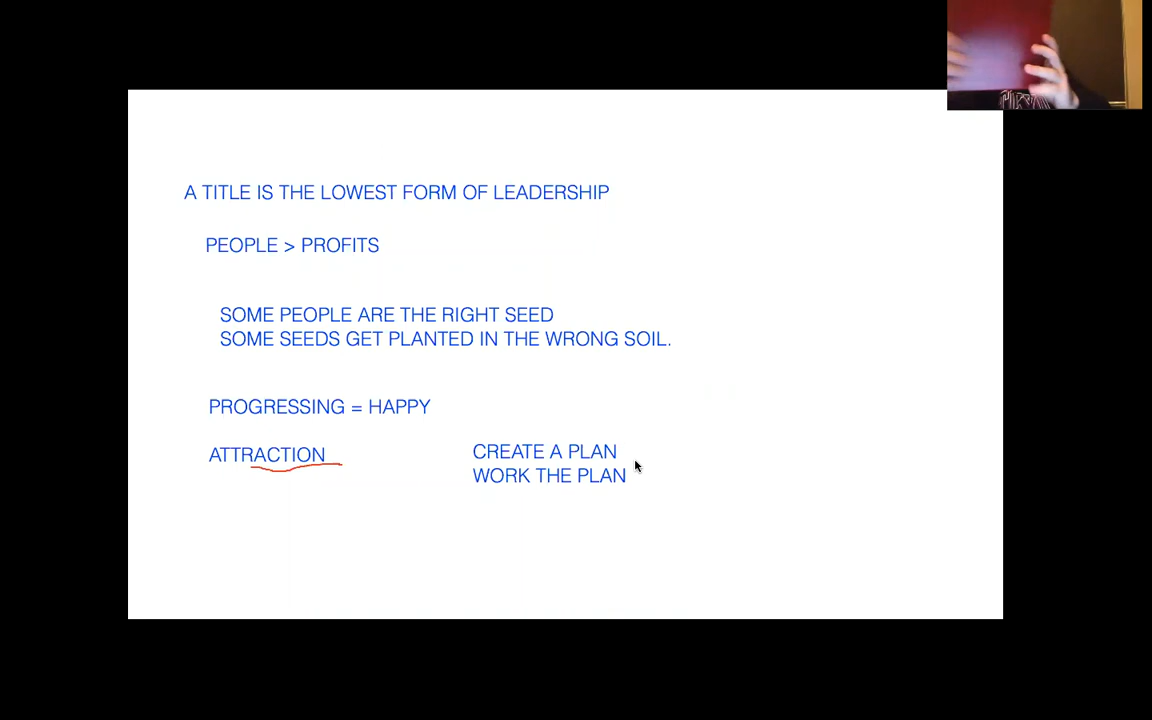 A TITLE IS THE LOWEST FORM OF LEADERSHIP
PEOPLE > PROFITS
SOME PEOPLE ARE THE RIGHT SEED
SOME SEEDS GET PLANTED IN THE WRONG SOIL.
PROGRESSING = HAPPY
ATTRACTION
CREATE A PLAN
WORK THE PLAN